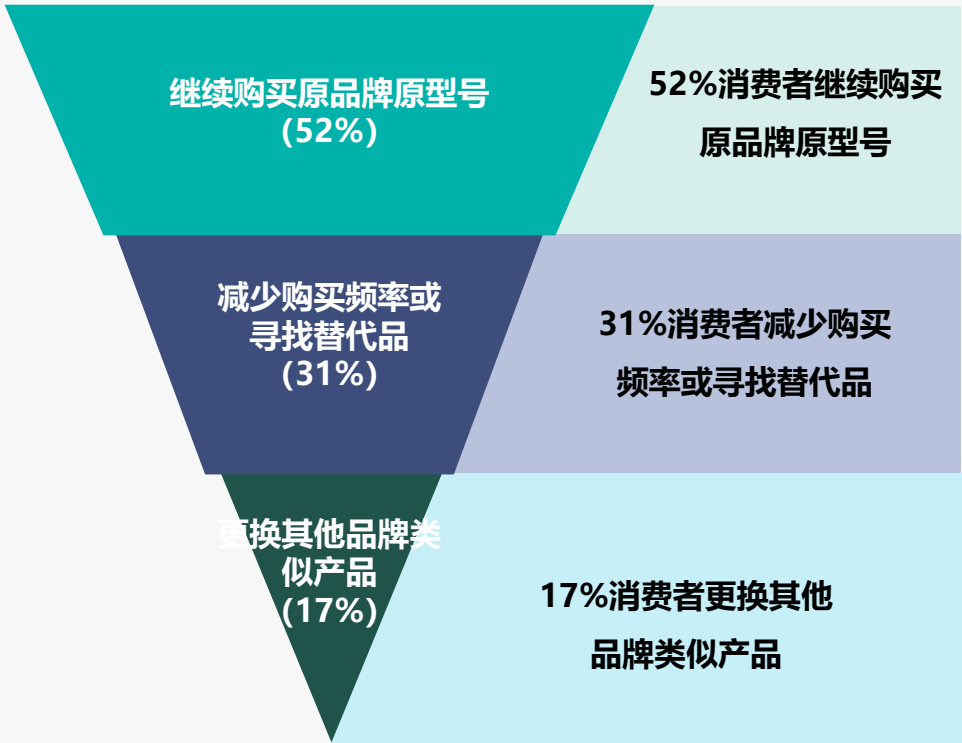 继续购买原品牌原型号
(52%)
52%消费者继续购买
原品牌原型号
减少购买频率或
寻找替代品
(31%)
31%消费者减少购买
频率或寻找替代品
更换其他品牌类
似产品
(17%)
17%消费者更换其他
品牌类似产品